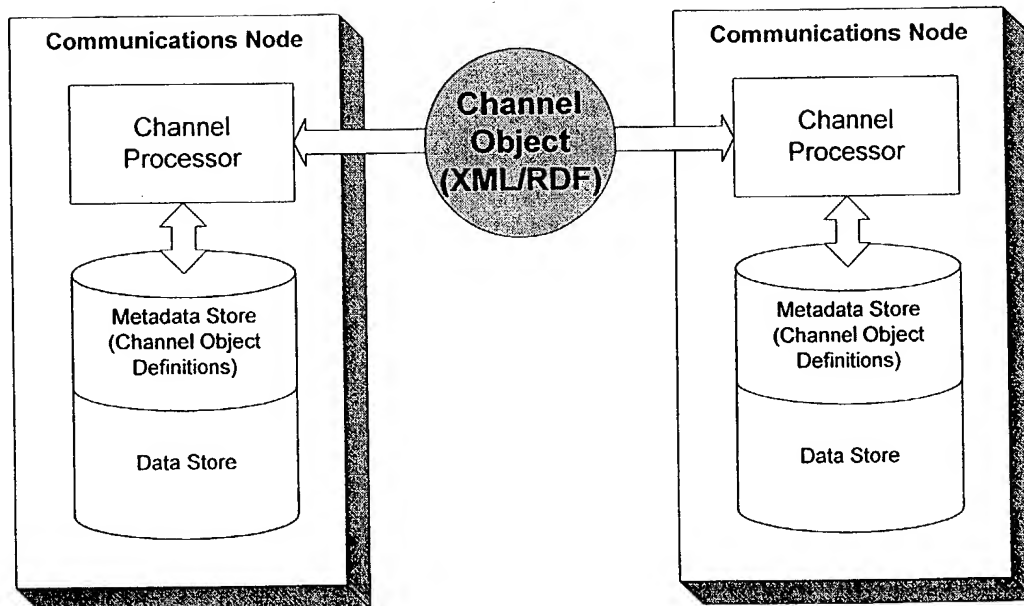 Communications Node
Channel
Processor
Metadata Store
(Channel Object
Definitions)
Data Store
Channel
Object
(XML/RDF)
Communications Node
Channel
Processor
Metadata Store
(Channel Object
Definitions)
Data Store